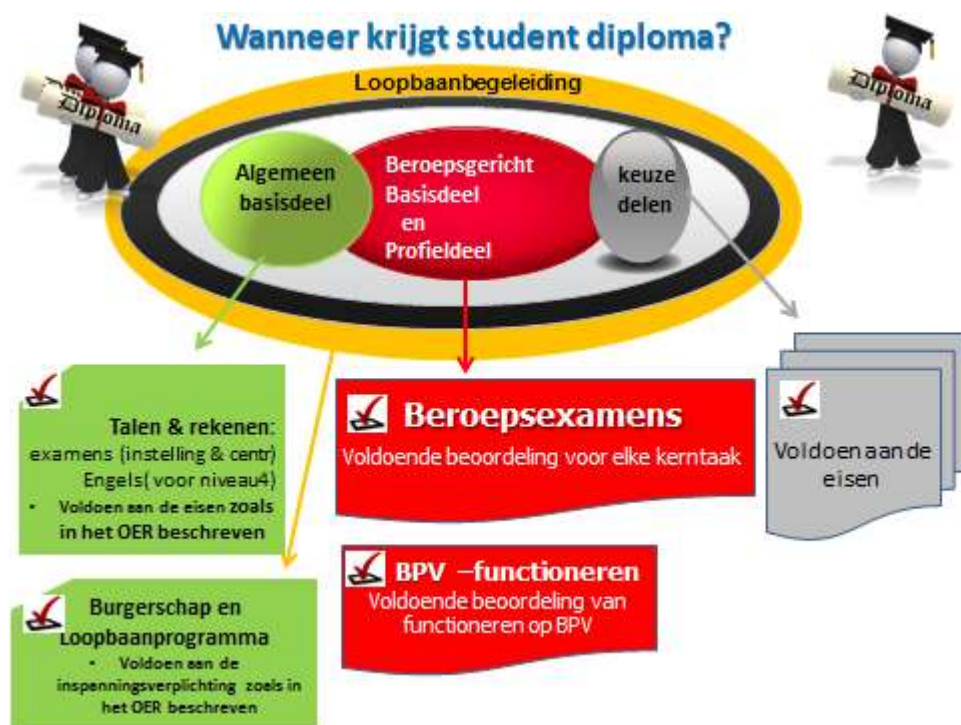 Wanneer krijgt student diploma?
Loopbaanbegeleiding
Diploma
Diploma
Algemeen
basisdeel
Beroepsgericht
Basisdeel
en
Profieldeel
keuze
delen
Talen & rekenen:
examens (instelling & centr)
Engels( voor niveau4)
• Voldoen aan de eisen zoals
in het OER beschreven
Beroepsexamens
Voldoende beoordeling voor elke kerntaak
Voldoen aan de
eisen
BPV –functioneren
Voldoende beoordeling van
functioneren op BPV
Burgerschap en
Loopbaanprogramma
• Voldoen aan de
inspanningsverplichting zoals in
het OER beschreven